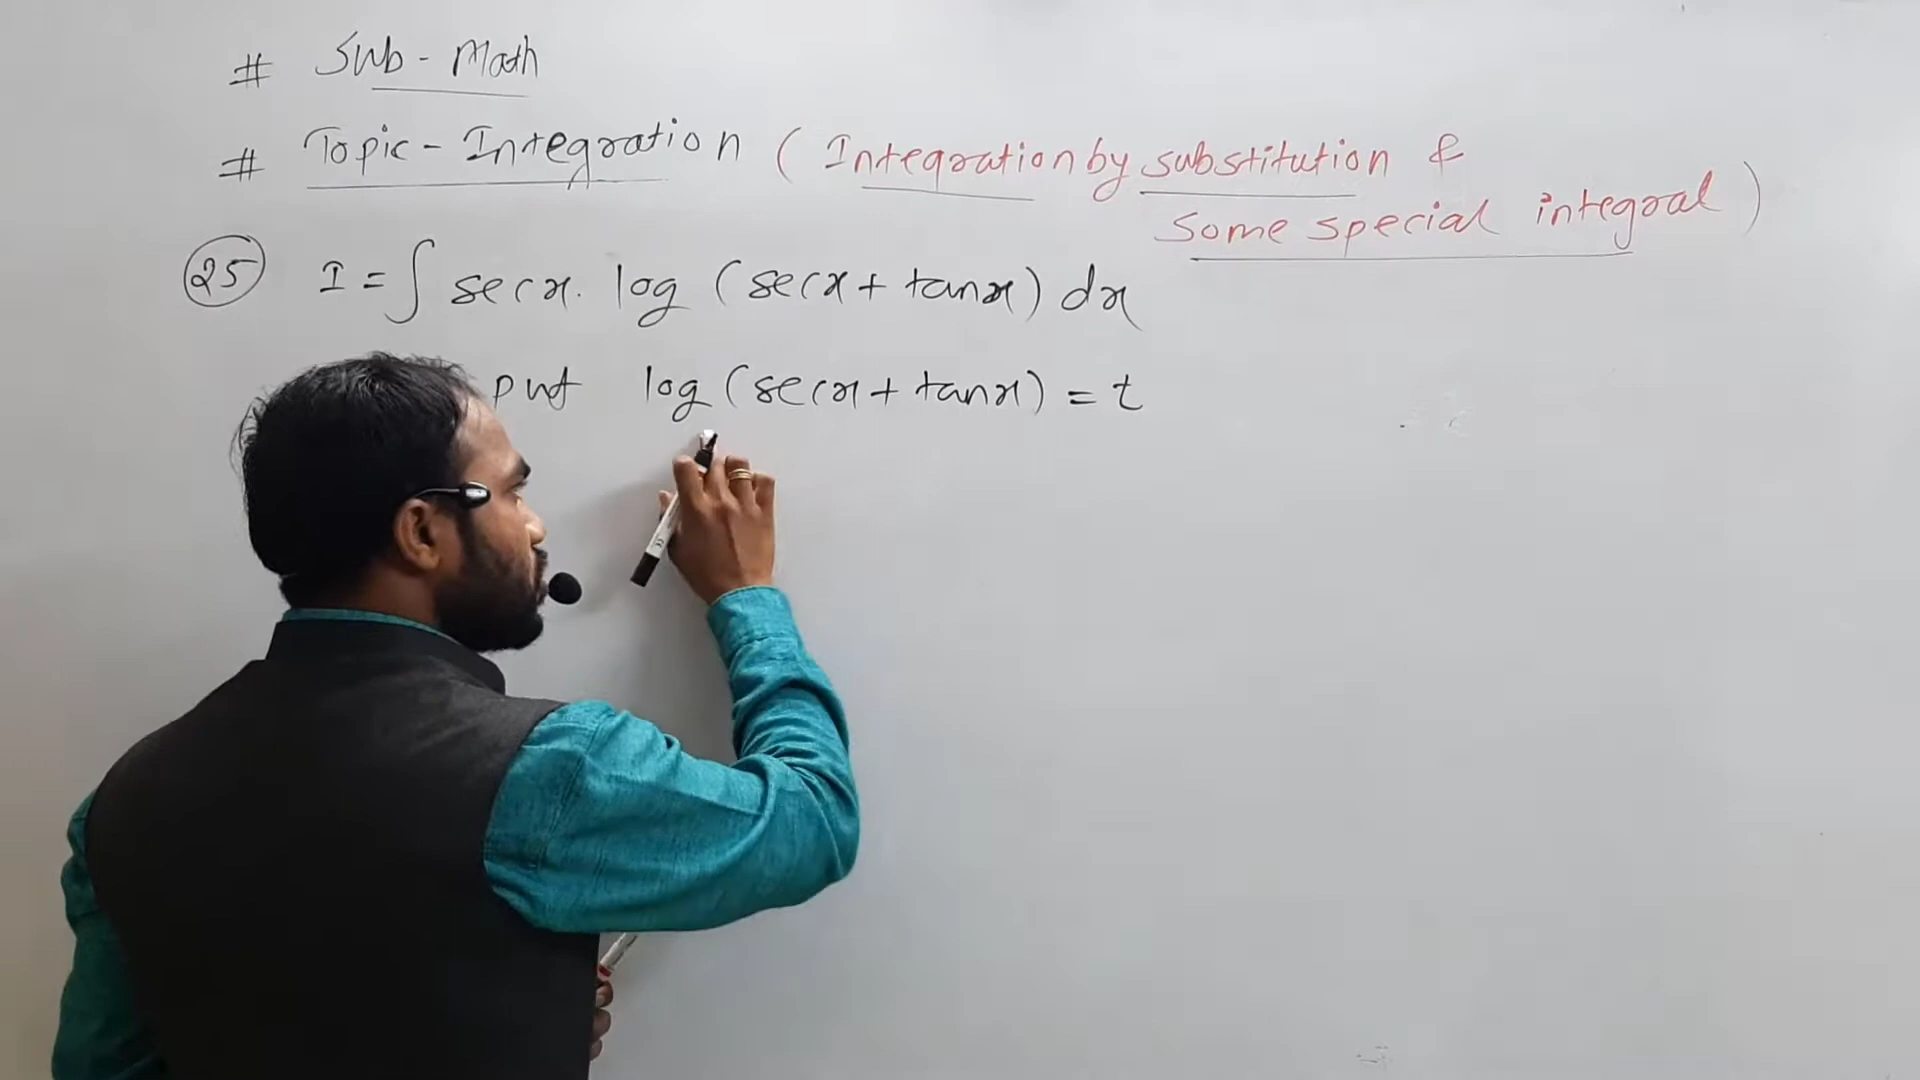 # Sub - Math
# Topic - Integration ( Integration by substitution &
Some special integral )
25 I = ∫ secx. log (secx + tanx) dx
put log (secx + tanx) = t